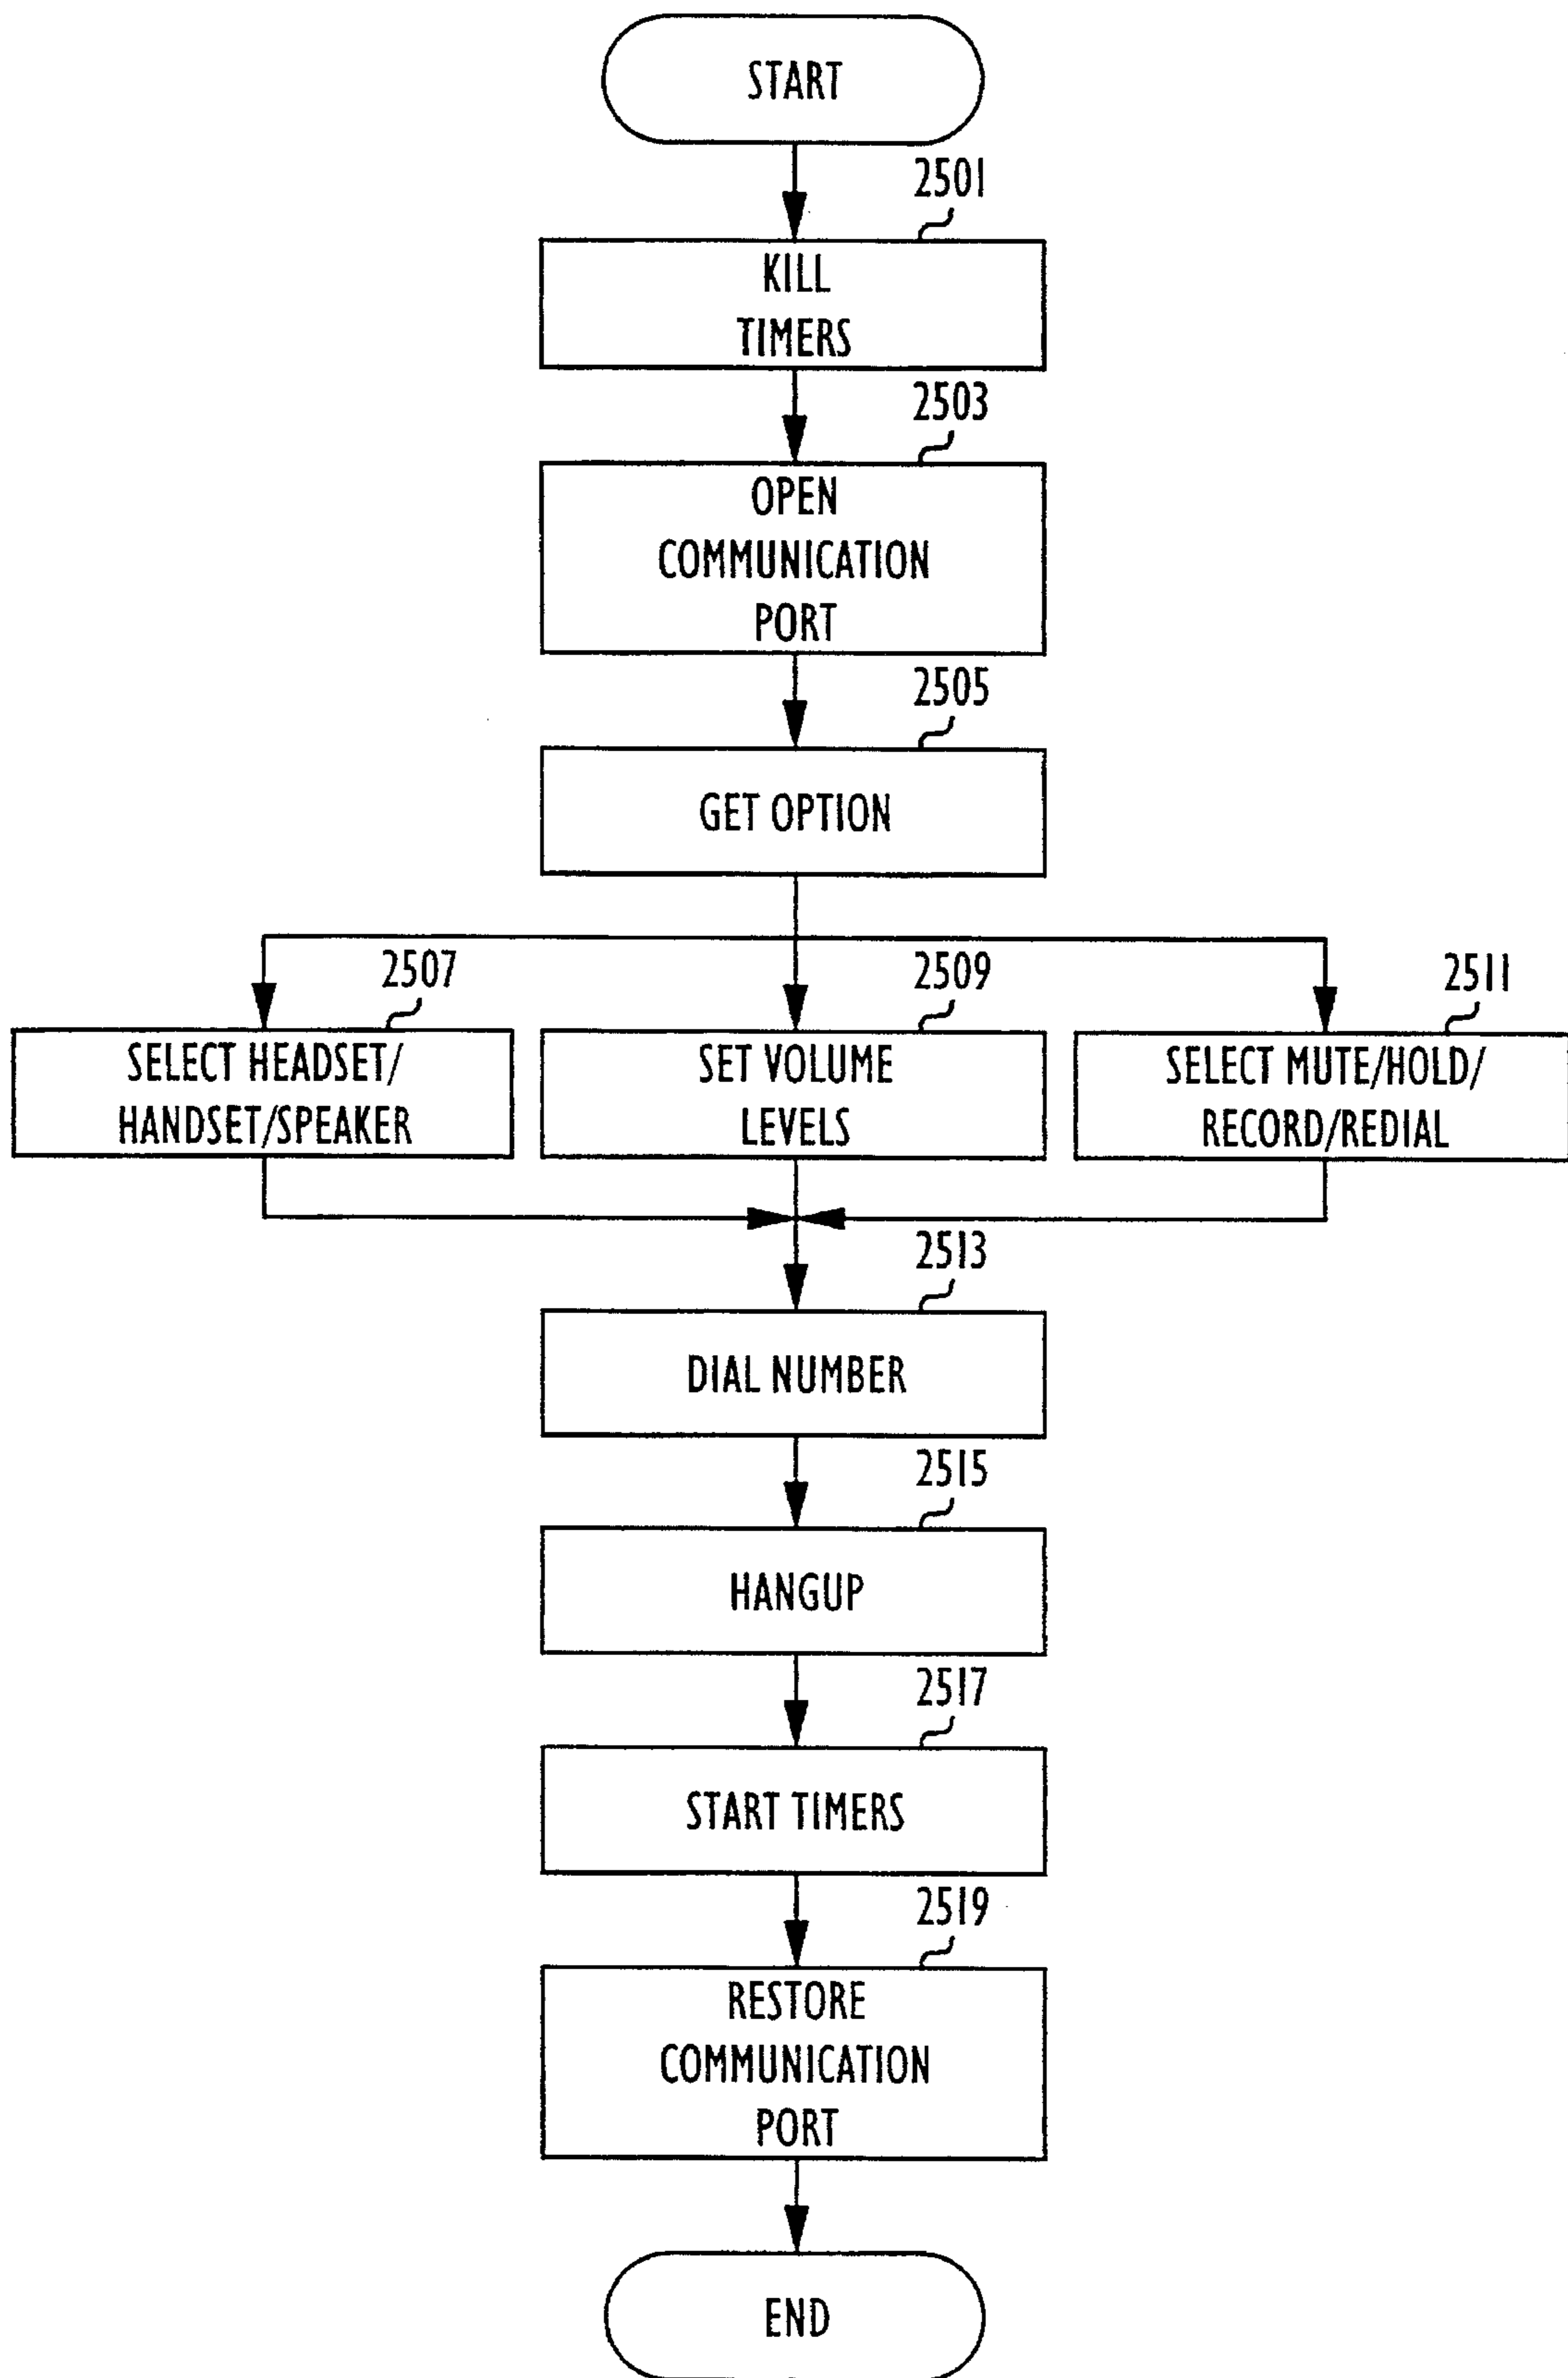 START
2501
KILL
TIMERS
2503
OPEN
COMMUNICATION
PORT
2505
GET OPTION
2507
SELECT HEADSET/
HANDSET/SPEAKER
2509
SET VOLUME
LEVELS
2511
SELECT MUTE/HOLD/
RECORD/REDIAL
2513
DIAL NUMBER
2515
HANGUP
2517
START TIMERS
2519
RESTORE
COMMUNICATION
PORT
END